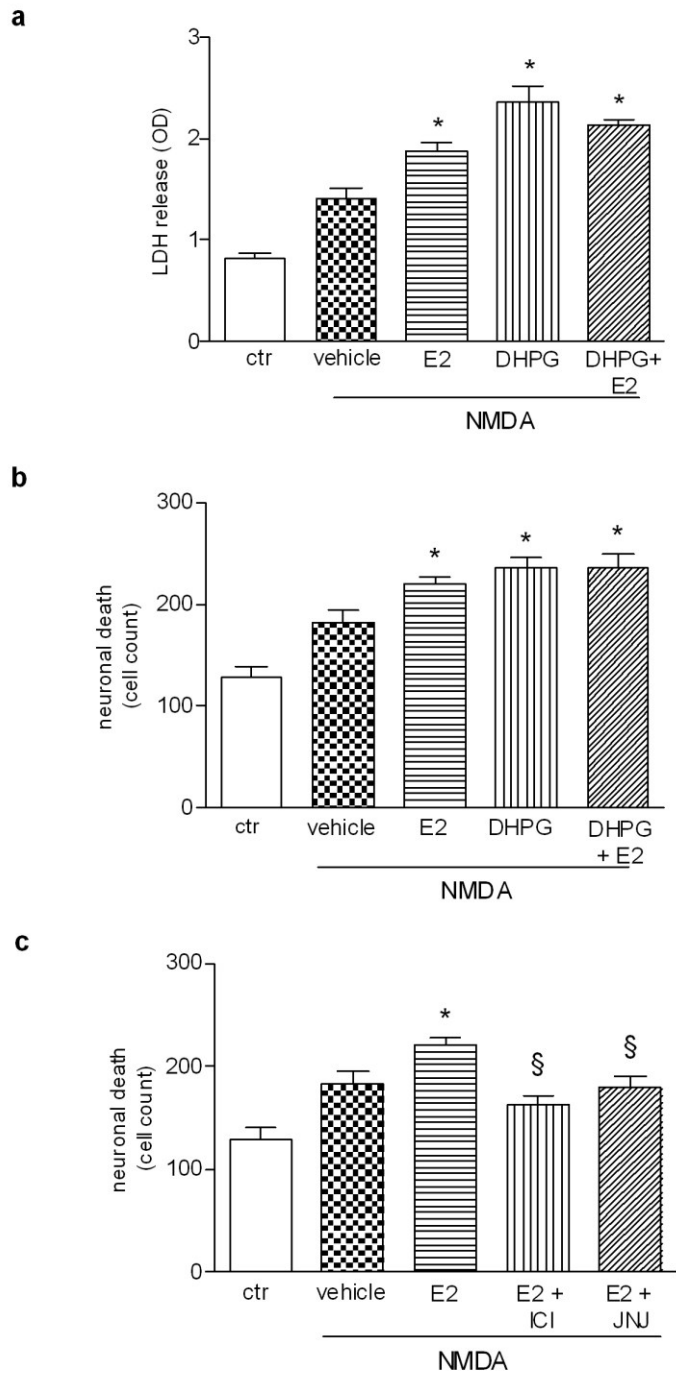 a
LDH release (OD)
3
2
1
0
*
*
*
ctr
vehicle
E2
DHPG
DHPG+
E2
NMDA
b
neuronal death
(cell count)
300
200
100
0
*
*
*
ctr
vehicle
E2
DHPG
DHPG
+ E2
NMDA
c
neuronal death
(cell count)
300
200
100
0
*
§
§
ctr
vehicle
E2
E2 +
ICI
E2 +
JNJ
NMDA